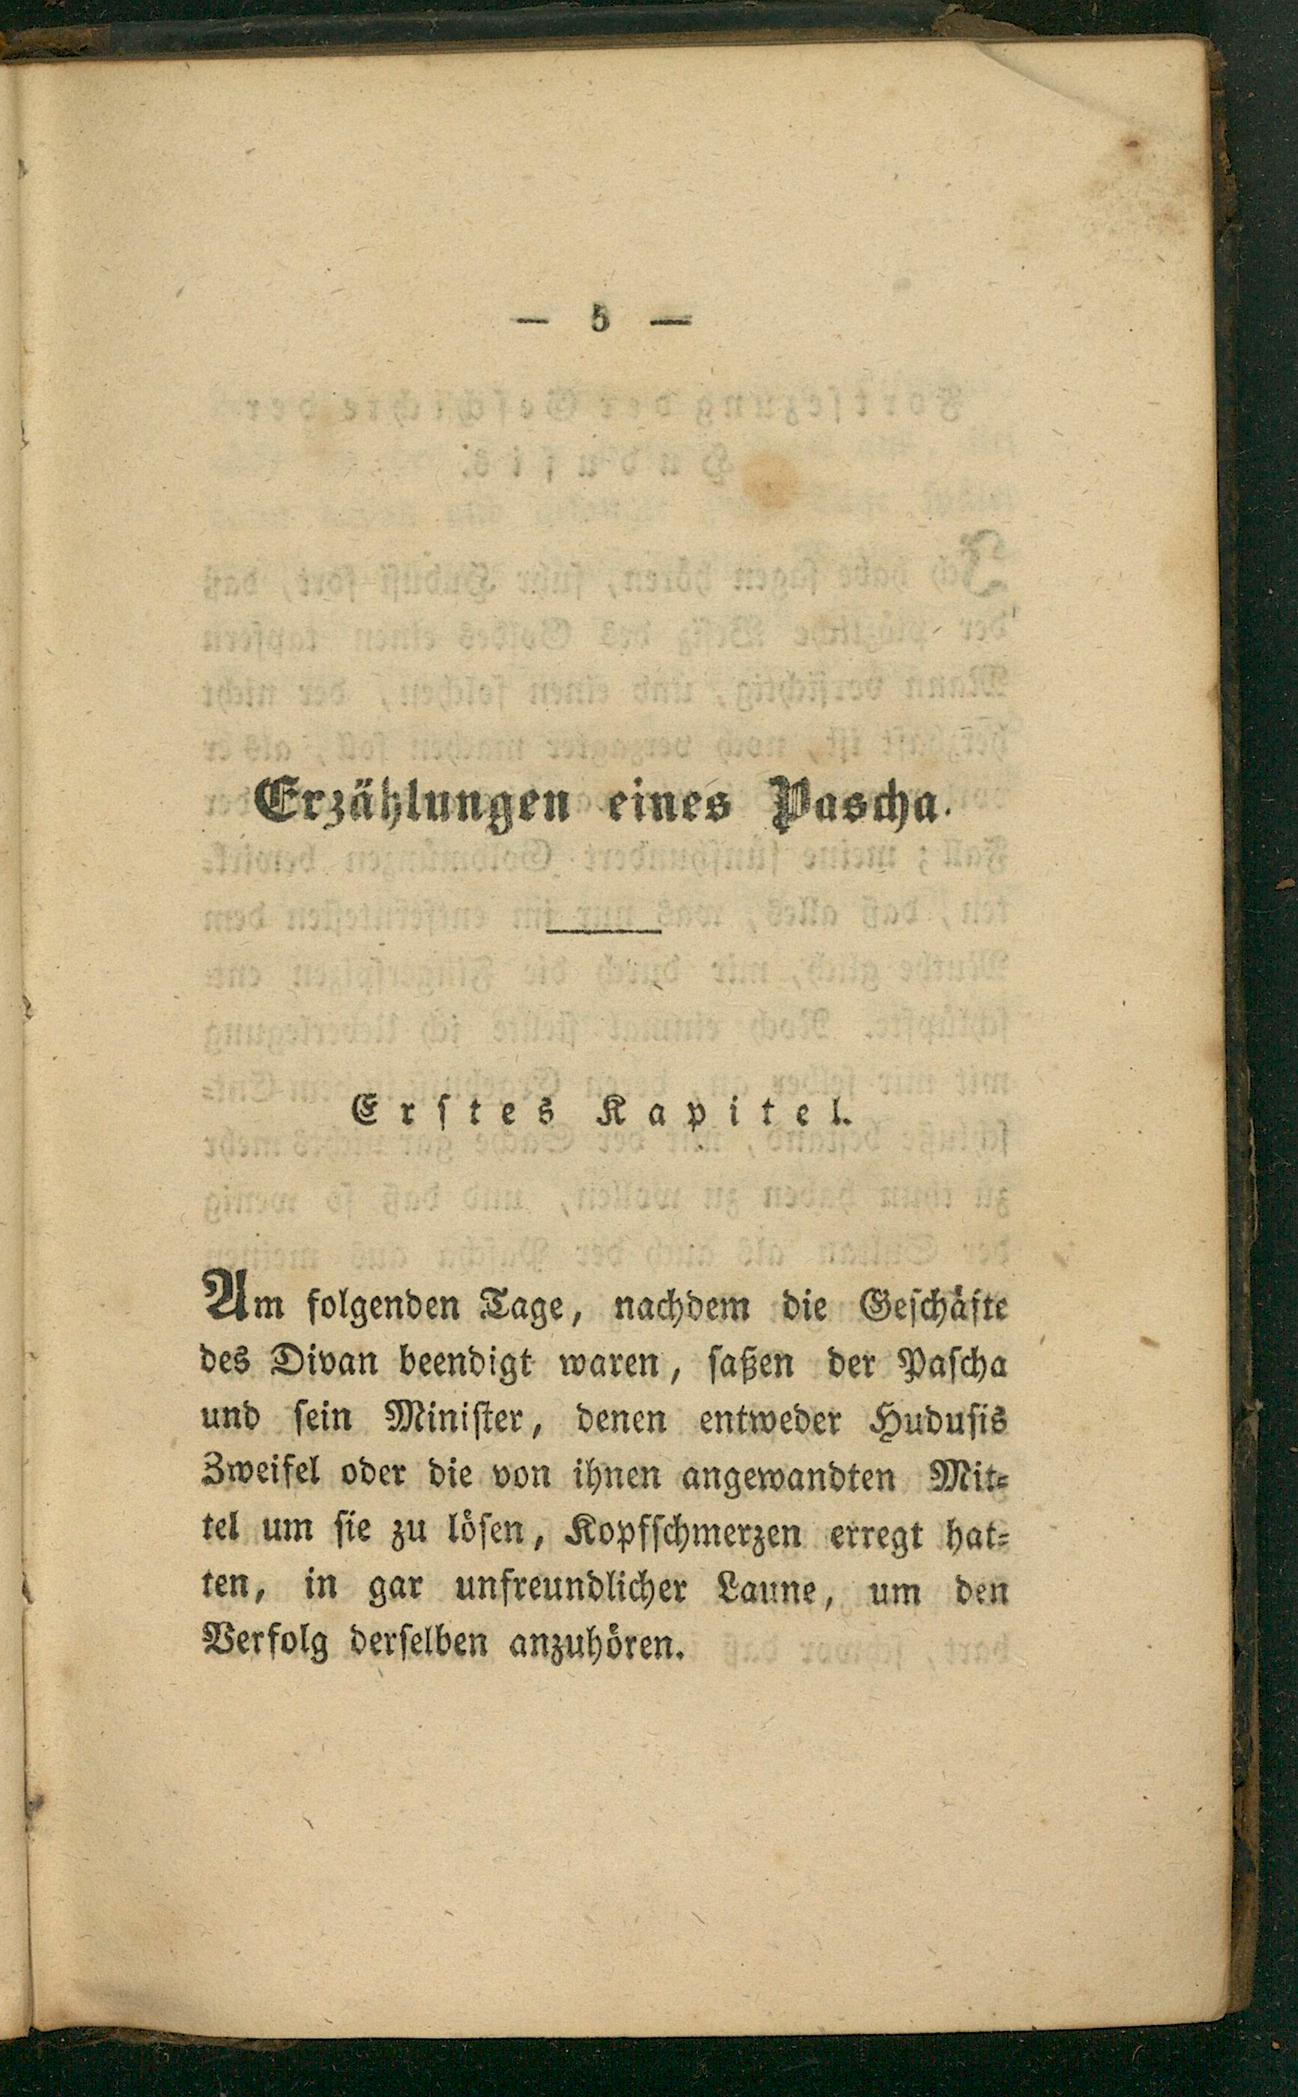 — 5 —
Erzählungen eines Pascha.
Erstes Kapitel.
Am folgenden Tage, nachdem die Geschäfte
des Divan beendigt waren, saßen der Pascha
und sein Minister, denen entweder Hudusis
Zweifel oder die von ihnen angewandten Mit=
tel um sie zu lösen, Kopfschmerzen erregt hat=
ten, in gar unfreundlicher Laune, um den
Verfolg derselben anzuhören.